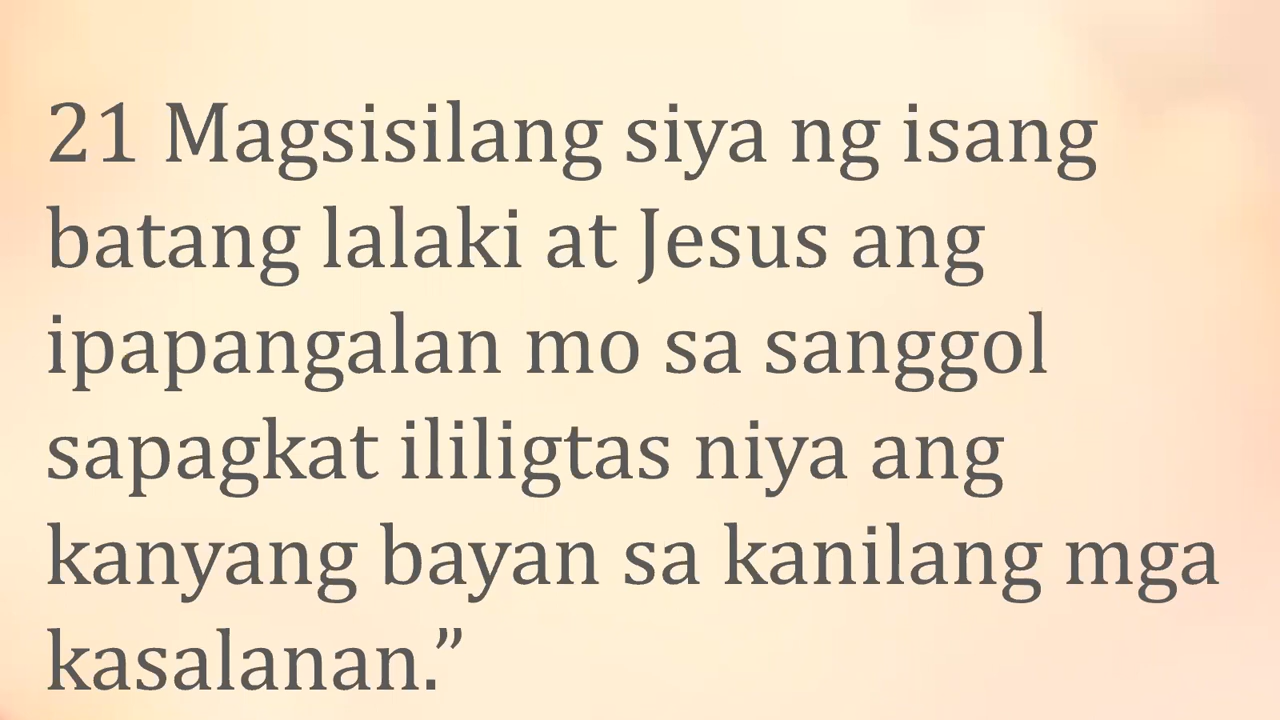 21 Magsisilang siya ng isang
batang lalaki at Jesus ang
ipapangalan mo sa sanggol
sapagkat ililigtas niya ang
kanyang bayan sa kanilang mga
kasalanan.”